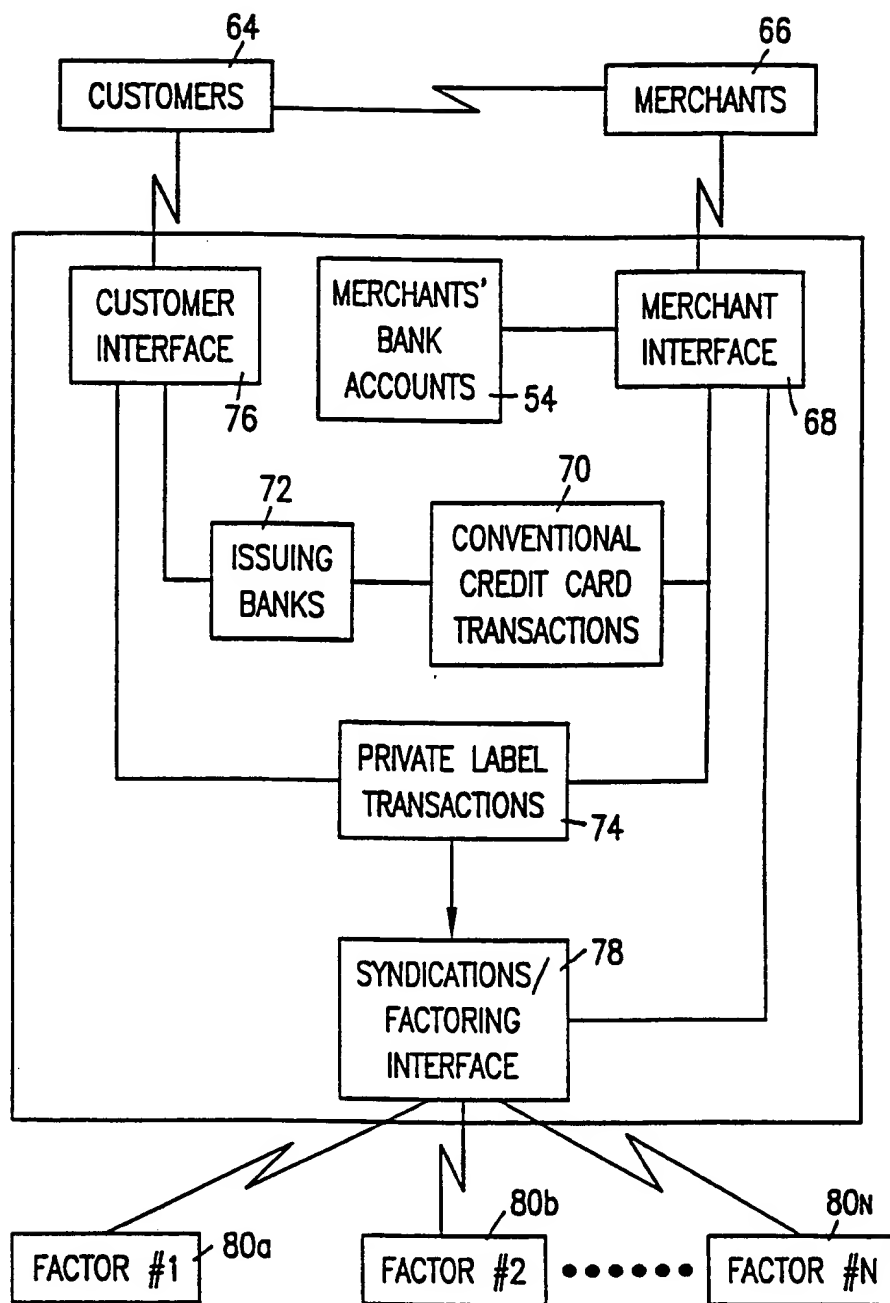 64
66
CUSTOMERS
MERCHANTS
CUSTOMER
INTERFACE
76
MERCHANTS'
BANK
ACCOUNTS
54
MERCHANT
INTERFACE
68
72
ISSUING
BANKS
70
CONVENTIONAL
CREDIT CARD
TRANSACTIONS
PRIVATE LABEL
TRANSACTIONS
74
SYNDICATIONS/
FACTORING
INTERFACE
78
FACTOR #1
80a
FACTOR #2
80b
FACTOR #N
80N